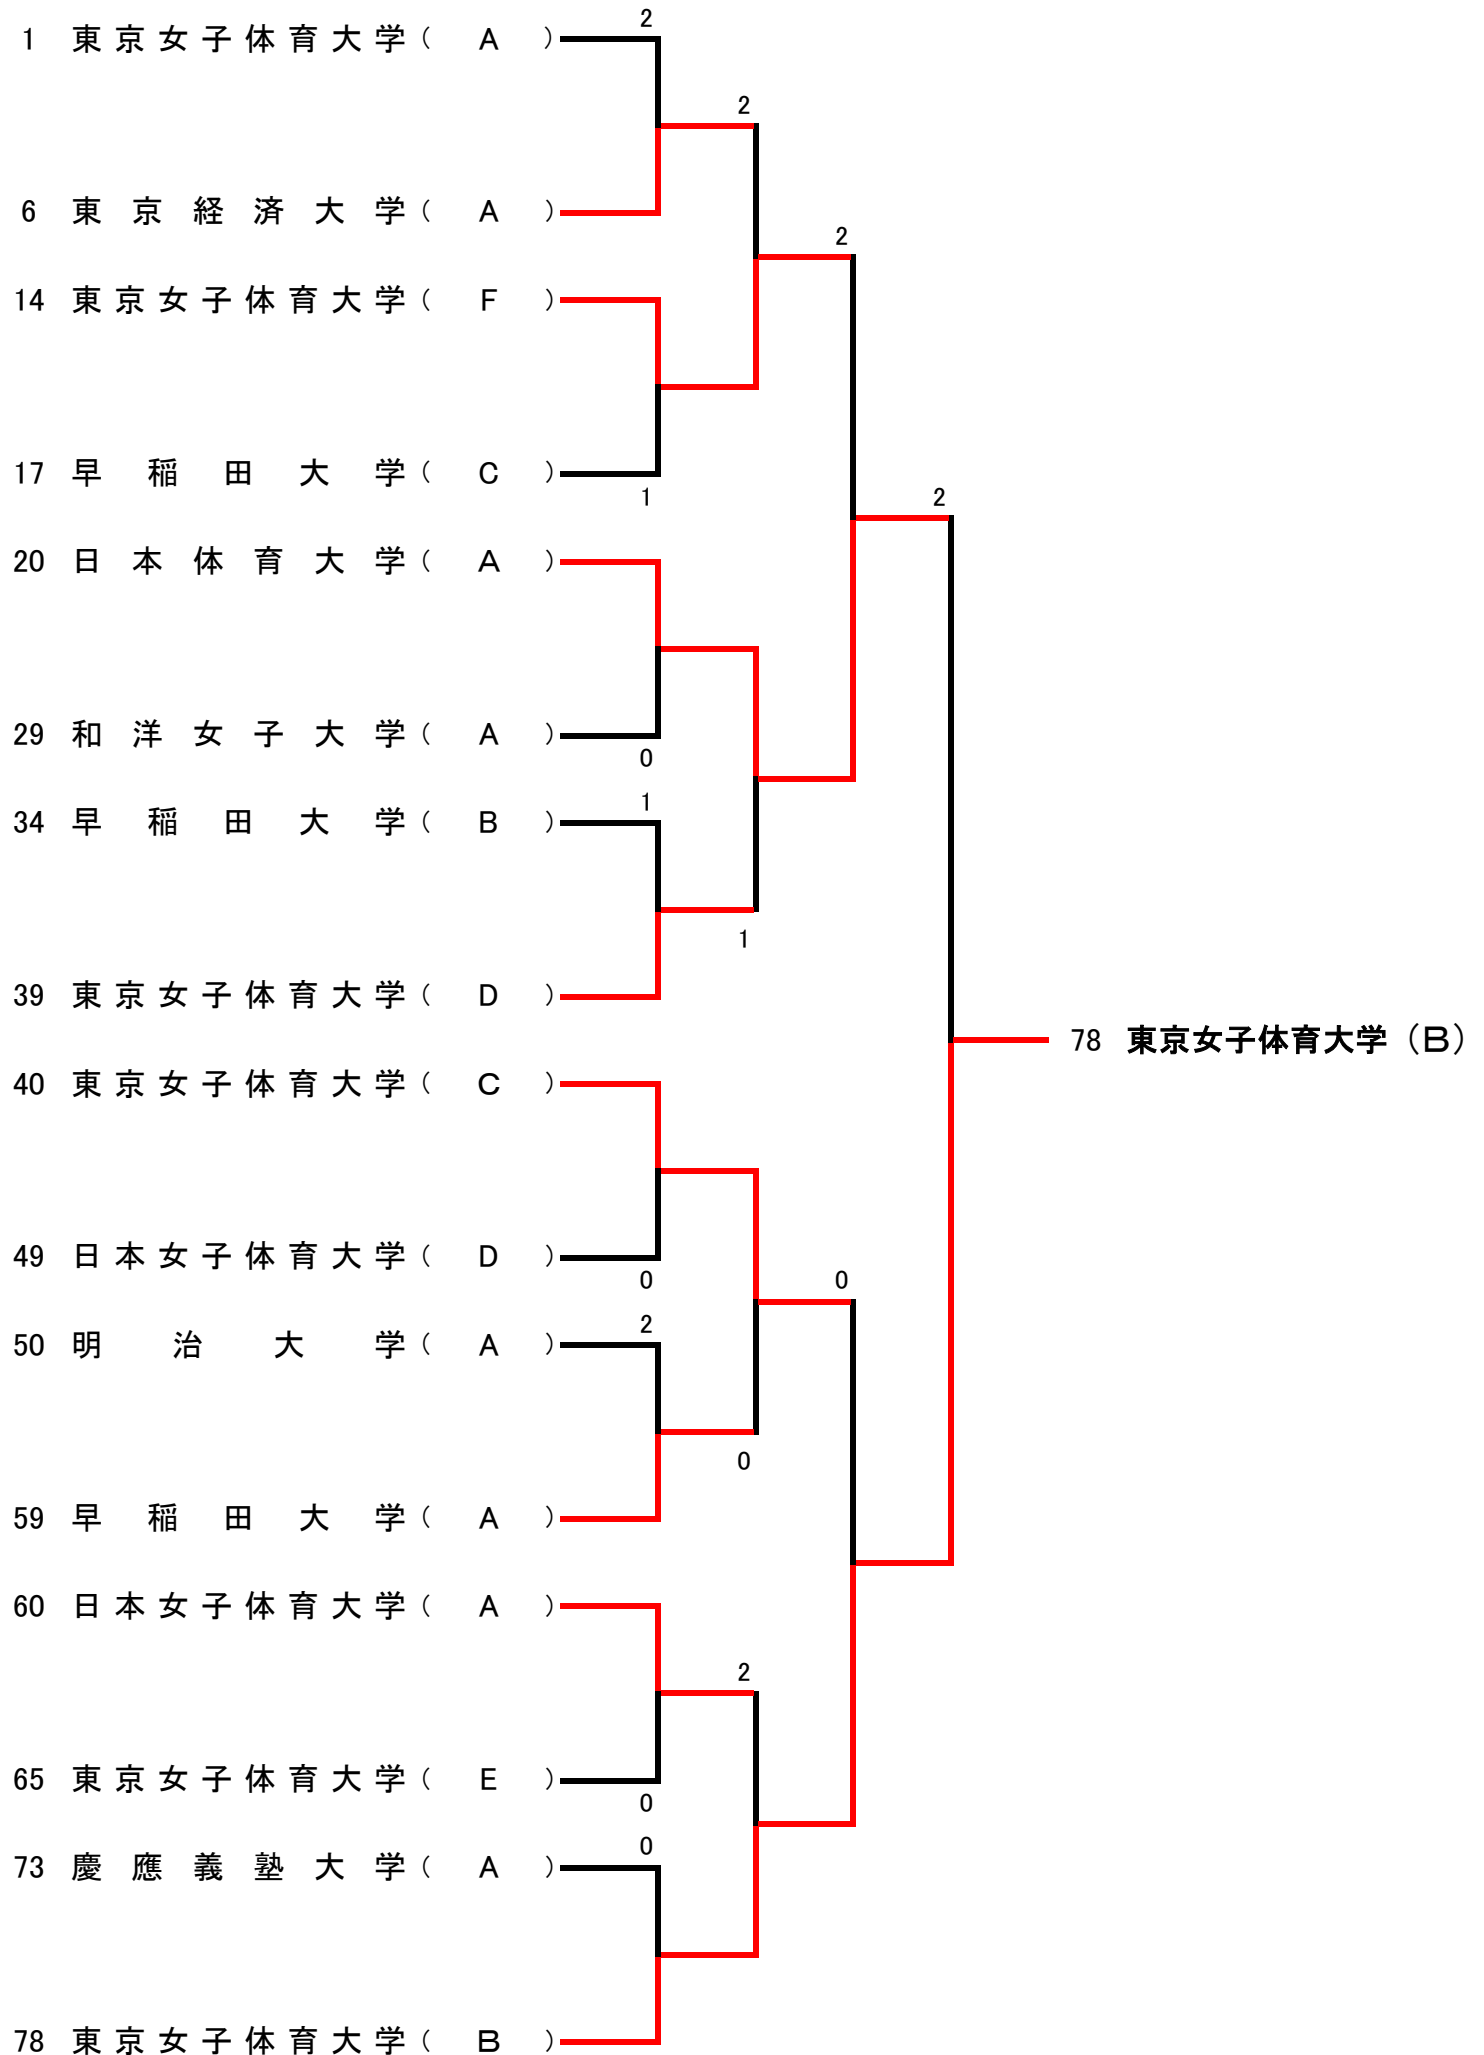 2
1 東京女子体育大学( A )
2
6 東京経済大学( A )
2
14 東京女子体育大学( F )
17 早稲田大学( C )
1
2
20 日本体育大学( A )
29 和洋女子大学( A )
0
1
34 早稲田大学( B )
1
39 東京女子体育大学( D )
78 東京女子体育大学(B)
40 東京女子体育大学( C )
49 日本女子体育大学( D )
0
0
2
50 明治大学( A )
0
59 早稲田大学( A )
60 日本女子体育大学( A )
2
65 東京女子体育大学( E )
0
0
73 慶應義塾大学( A )
78 東京女子体育大学( B )